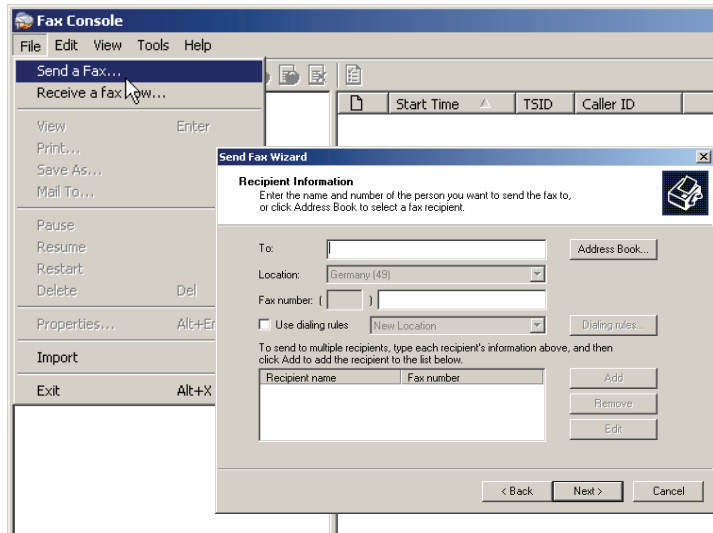 Fax Console
File Edit View Tools Help
Send a Fax...
Receive a fax now...
View Enter
Print...
Save As...
Mail To...
Pause
Resume
Restart
Delete Del
Properties...
Import
Exit Alt+X
Start Time TSID Caller ID
Send Fax Wizard
Recipient Information
Enter the name and number of the person you want to send the fax to,
or click Address Book to select a fax recipient.
To:
Address Book...
Location: Germany (49)
Fax number: ( )
Use dialing rules New Location Dialing rules...
To send to multiple recipients, type each recipient's information above, and then
click Add to add the recipient to the list below.
Recipient name Fax number
Add
Remove
Edit
< Back Next > Cancel